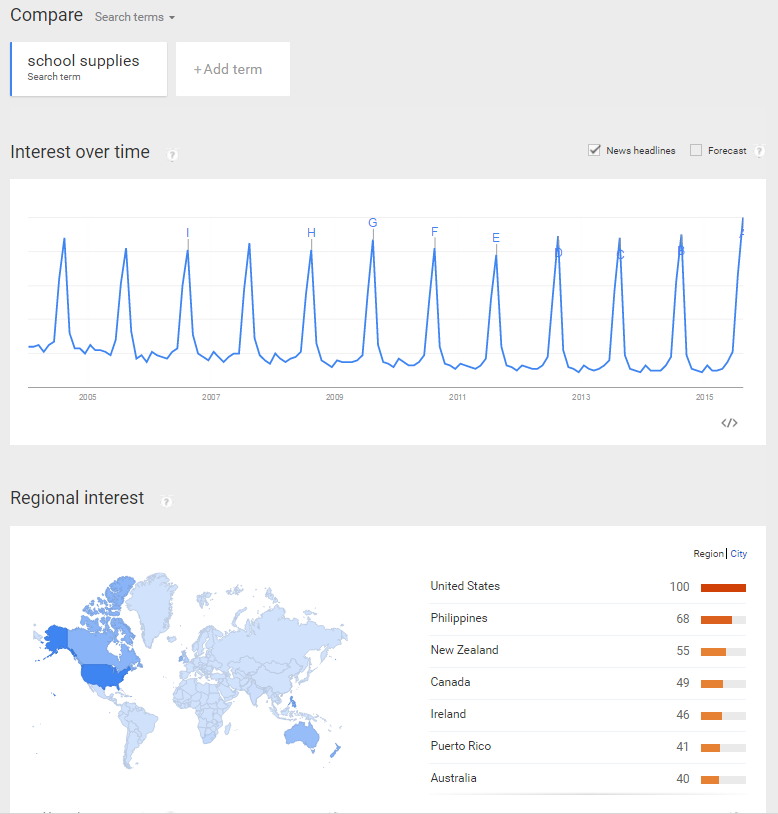 Compare Search terms
school supplies
Search term
+Add term
Interest over time ?
News headlines Forecast ?
I H G F E D C B
2005 2007 2009 2011 2013 2015
</>
Regional interest ?
Region | City
United States 100
Philippines 68
New Zealand 55
Canada 49
Ireland 46
Puerto Rico 41
Australia 40